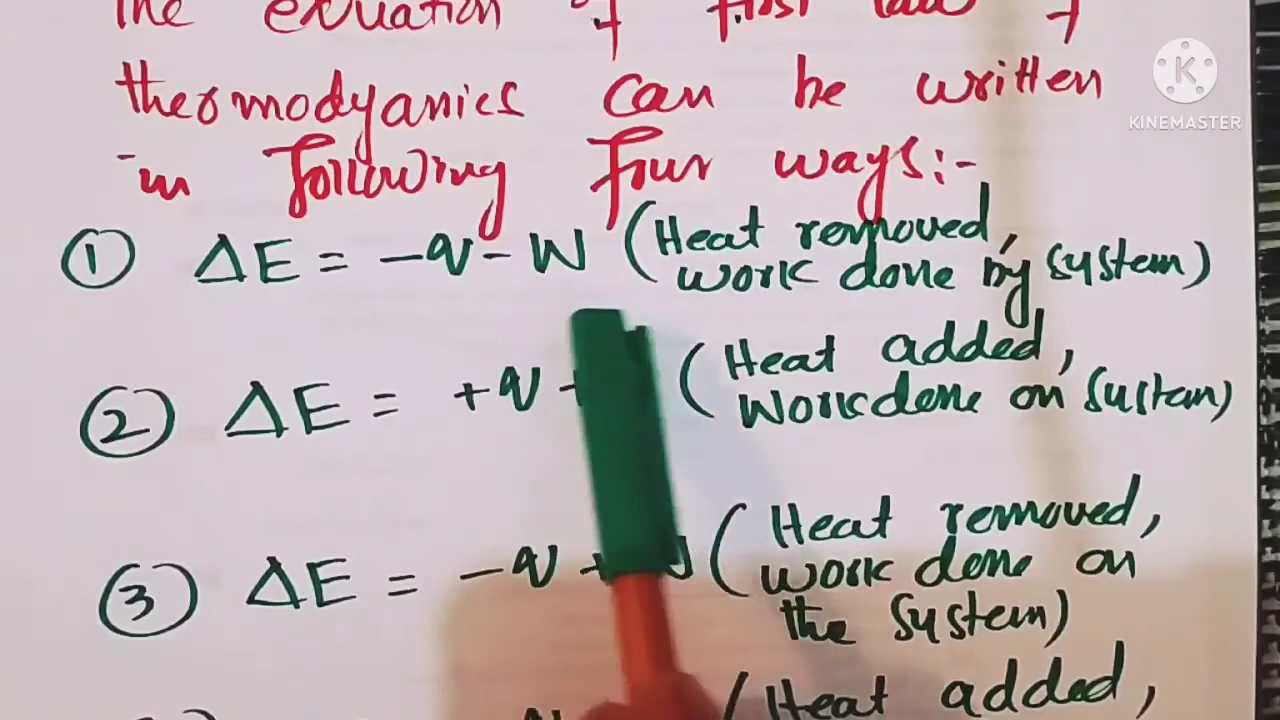 The equation of first law of
thermodyanics can be written
in following four ways:-
① ΔE = -q - W (Heat removed,
work done by system)
② ΔE = +q + (Heat added,
Work done on system)
③ ΔE = -q + W (Heat removed,
work done on
the system)
(Heat added,
K
KINEMASTER